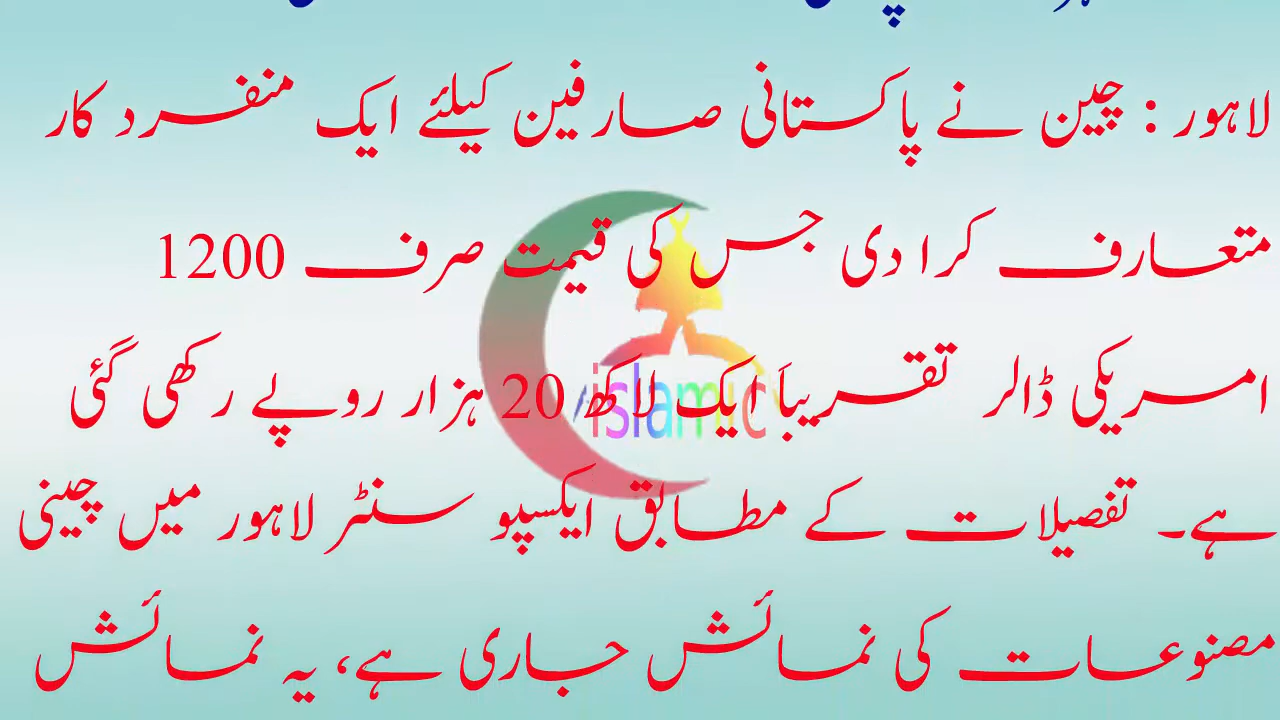 لاہور : چین نے پاکستانی صارفین کیلئے ایک منفرد کار
متعارف کرا دی جس کی قیمت صرف 1200
امریکی ڈالر تقریباَ ایک لاکھ 20 ہزار روپے رکھی گئی
ہے۔ تفصیلات کے مطابق ایکسپو سنٹر لاہور میں چینی
مصنوعات کی نمائش جاری ہے، یہ نمائش
islamic